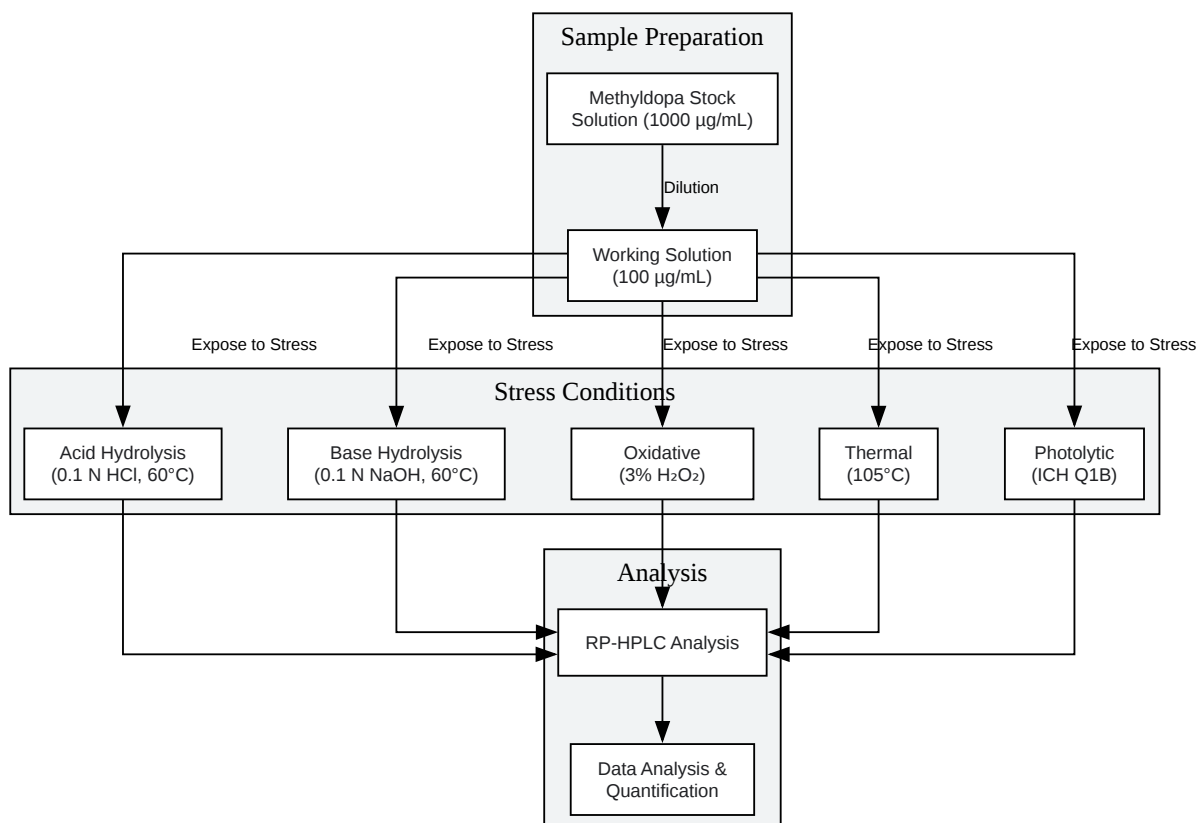 Sample Preparation
Methyldopa Stock
Solution (1000 µg/mL)
Dilution
Working Solution
(100 µg/mL)
Expose to Stress
Expose to Stress
Expose to Stress
Expose to Stress
Expose to Stress
Stress Conditions
Acid Hydrolysis
(0.1 N HCl, 60°C)
Base Hydrolysis
(0.1 N NaOH, 60°C)
Oxidative
(3% H₂O₂)
Thermal
(105°C)
Photolytic
(ICH Q1B)
Analysis
RP-HPLC Analysis
Data Analysis &
Quantification